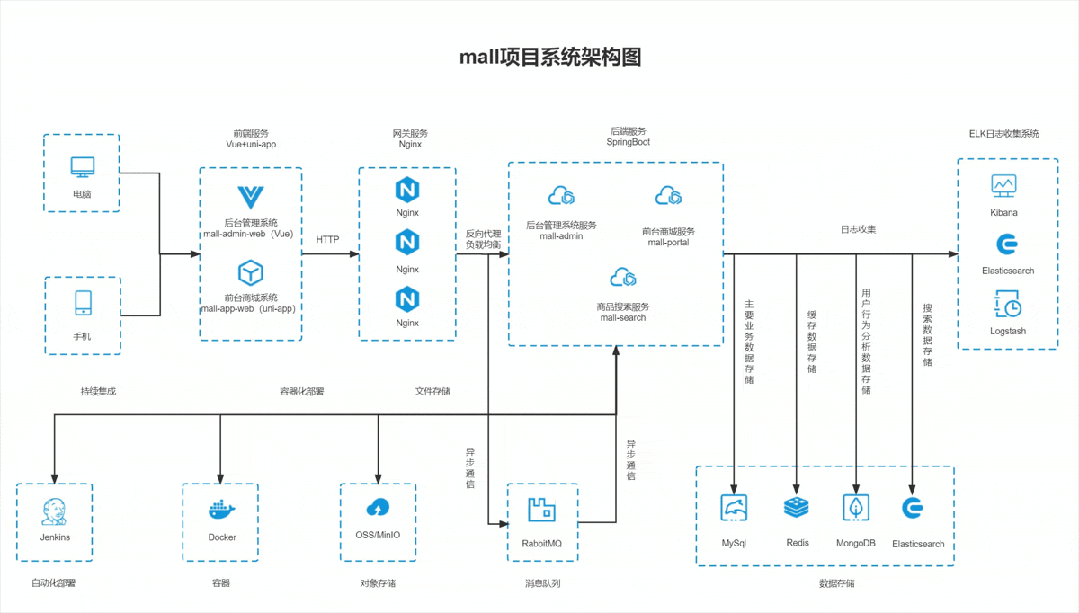 mall项目系统架构图
前端服务
Vue+uni-app
网关服务
Nginx
后端服务
SpringBoot
ELK日志收集系统
电脑
手机
后台管理系统
mall-admin-web（Vue）
前台商城系统
mall-app-web（uni-app）
HTTP
Nginx
Nginx
Nginx
反向代理
负载均衡
后台管理系统服务
mall-admin
前台商城服务
mall-portal
商品搜索服务
mall-search
日志收集
Kibana
Elasticsearch
Logstash
主要业务数据存储
缓存数据存储
用户行为分析数据存储
搜索数据存储
持续集成
容器化部署
文件存储
异步通信
异步通信
Jenkins
Docker
OSS/MinIO
RabbitMQ
MySql
Redis
MongoDB
Elasticsearch
自动化部署
容器
对象存储
消息队列
数据存储